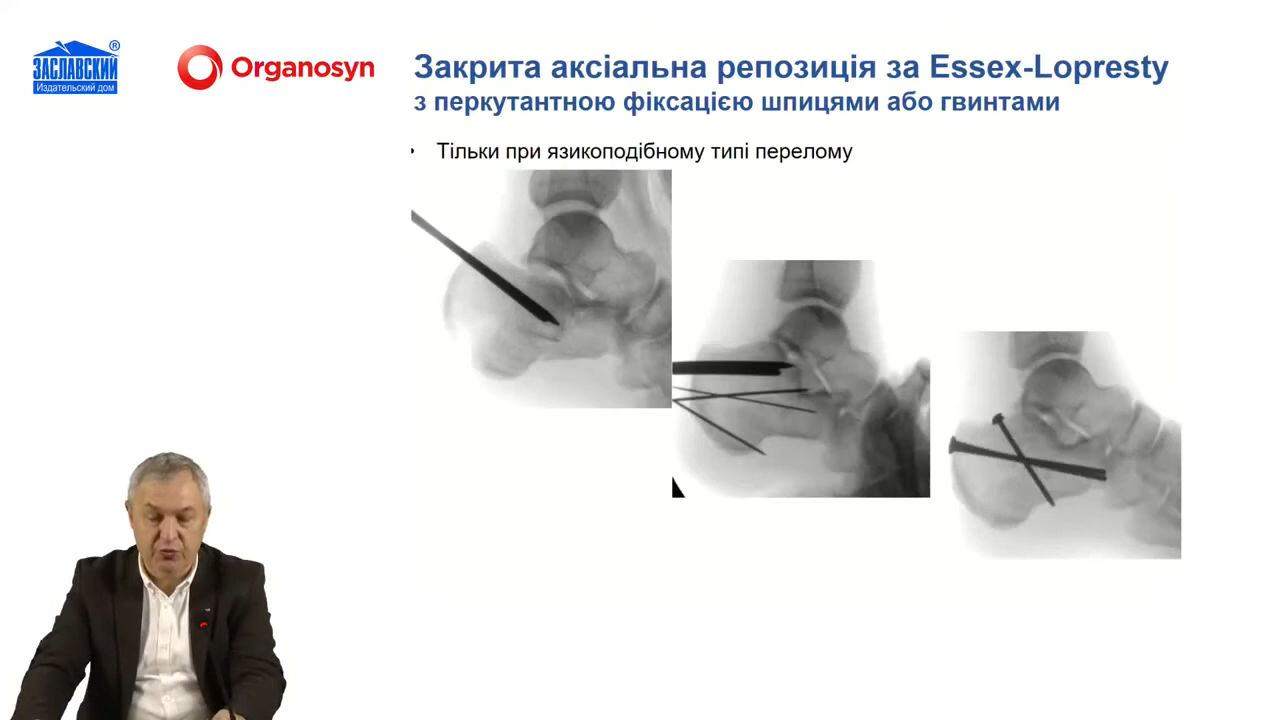 ЗАСЛАВСКИЙ®
Издательский дом
Organosyn
Закрита аксіальна репозиція за Essex-Lopresty
з перкутантною фіксацією шпицями або гвинтами
• Тільки при язикоподібному типі перелому